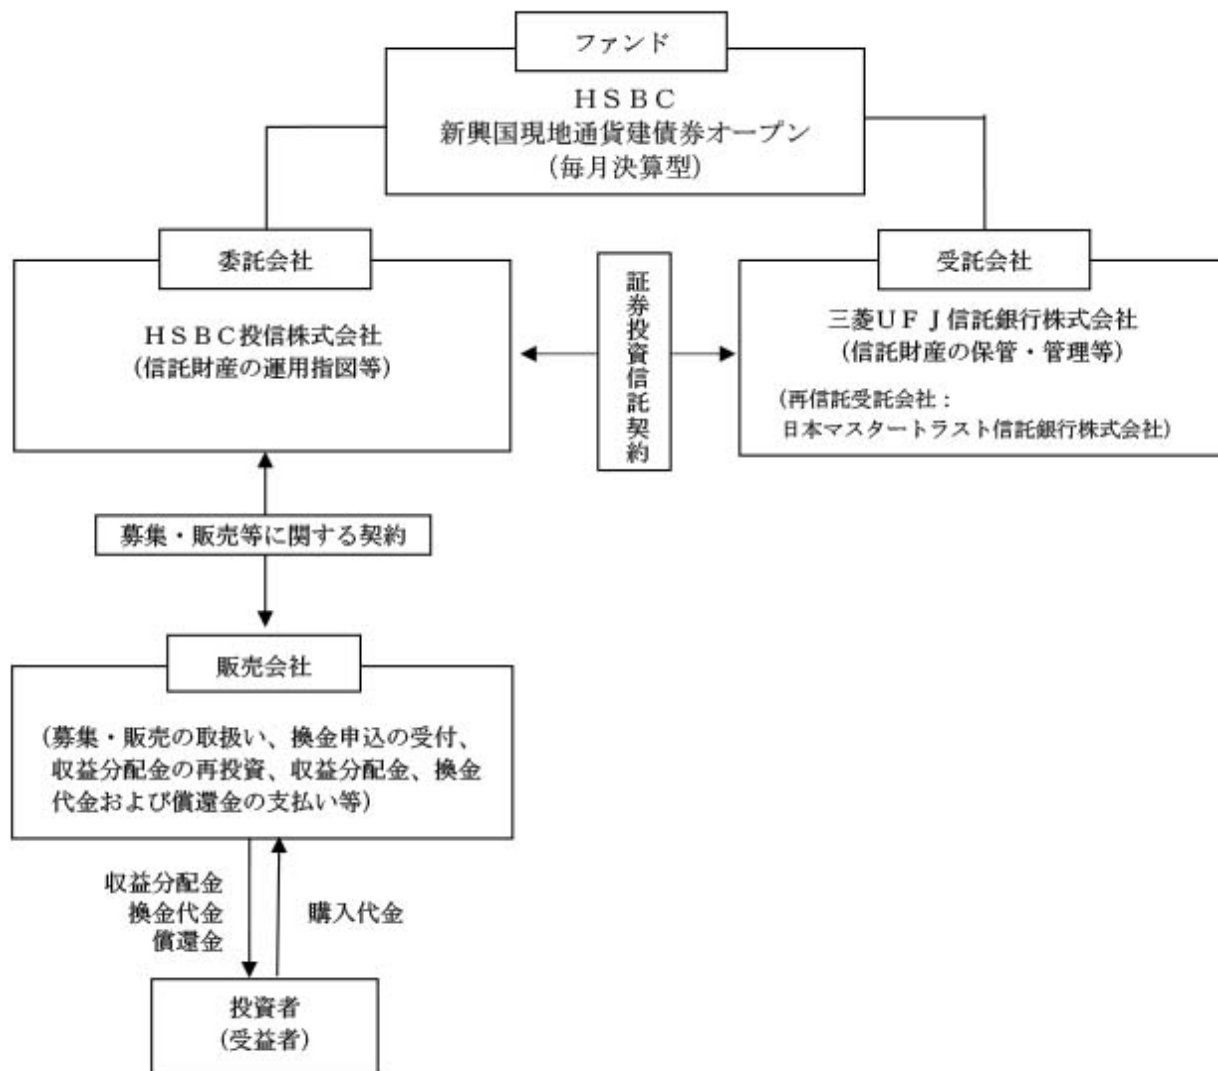 ファンド
ＨＳＢＣ
新興国現地通貨建債券オープン
（毎月決算型）
委託会社
ＨＳＢＣ投信株式会社
（信託財産の運用指図等）
証券投資信託契約
受託会社
三菱ＵＦＪ信託銀行株式会社
（信託財産の保管・管理等）
（再信託受託会社：
日本マスタートラスト信託銀行株式会社）
募集・販売等に関する契約
販売会社
（募集・販売の取扱い、換金申込の受付、
収益分配金の再投資、収益分配金、換金
代金および償還金の支払い等）
収益分配金
換金代金
償還金
購入代金
投資者
（受益者）